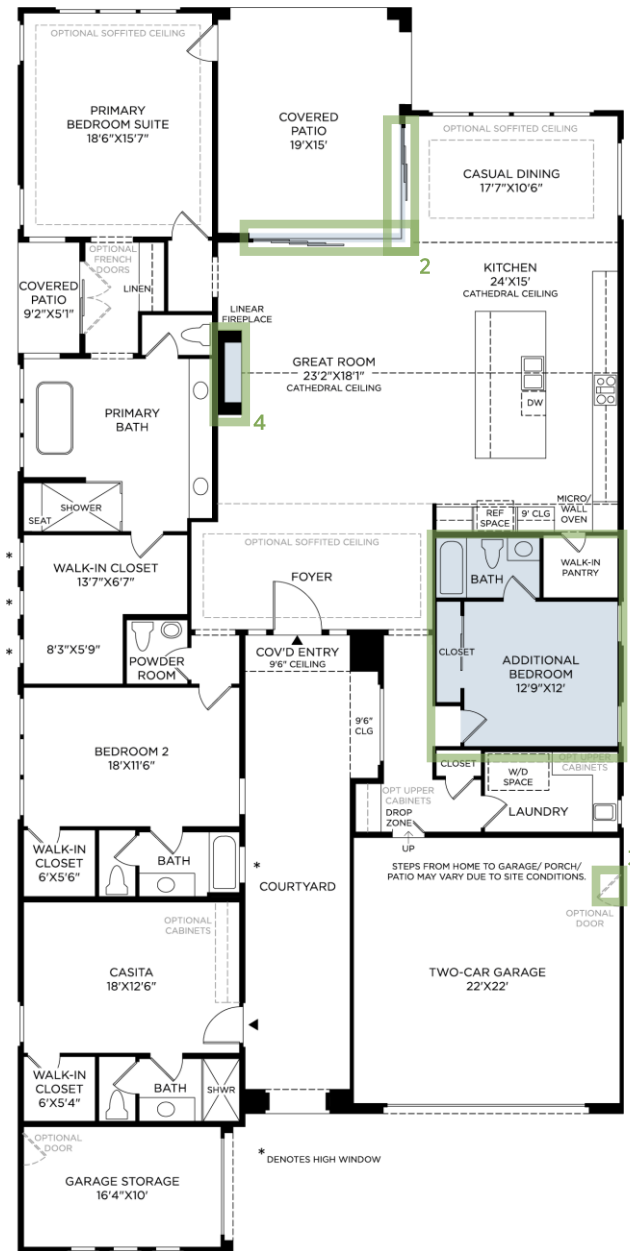 OPTIONAL SOFFITED CEILING
PRIMARY
BEDROOM SUITE
18'6"X15'7"
COVERED
PATIO
19'X15'
OPTIONAL SOFFITED CEILING
CASUAL DINING
17'7"X10'6"
2
OPTIONAL
FRENCH
DOORS
LINEN
COVERED
PATIO
9'2"X5'1"
KITCHEN
24'X15'
CATHEDRAL CEILING
LINEAR
FIREPLACE
GREAT ROOM
23'2"X18'1"
CATHEDRAL CEILING
DW
4
PRIMARY
BATH
SHOWER
SEAT
MICRO/
WALL
OVEN
REF
SPACE
9' CLG
OPTIONAL SOFFITED CEILING
FOYER
BATH
WALK-IN
PANTRY
*
WALK-IN CLOSET
13'7"X6'7"
*
8'3"X5'9"
*
POWDER
ROOM
COV'D ENTRY
9'6" CEILING
CLOSET
ADDITIONAL
BEDROOM
12'9"X12'
9'6"
CLG
BEDROOM 2
18'X11'6"
CLOSET
W/D
SPACE
OPT UPPER
CABINETS
OPT UPPER
CABINETS
DROP
ZONE
LAUNDRY
UP
WALK-IN
CLOSET
6'X5'6"
BATH
*
COURTYARD
STEPS FROM HOME TO GARAGE/ PORCH/
PATIO MAY VARY DUE TO SITE CONDITIONS.
OPTIONAL
DOOR
OPTIONAL
CABINETS
CASITA
18'X12'6"
TWO-CAR GARAGE
22'X22'
WALK-IN
CLOSET
6'X5'4"
BATH
SHWR
OPTIONAL
DOOR
* DENOTES HIGH WINDOW
GARAGE STORAGE
16'4"X10'